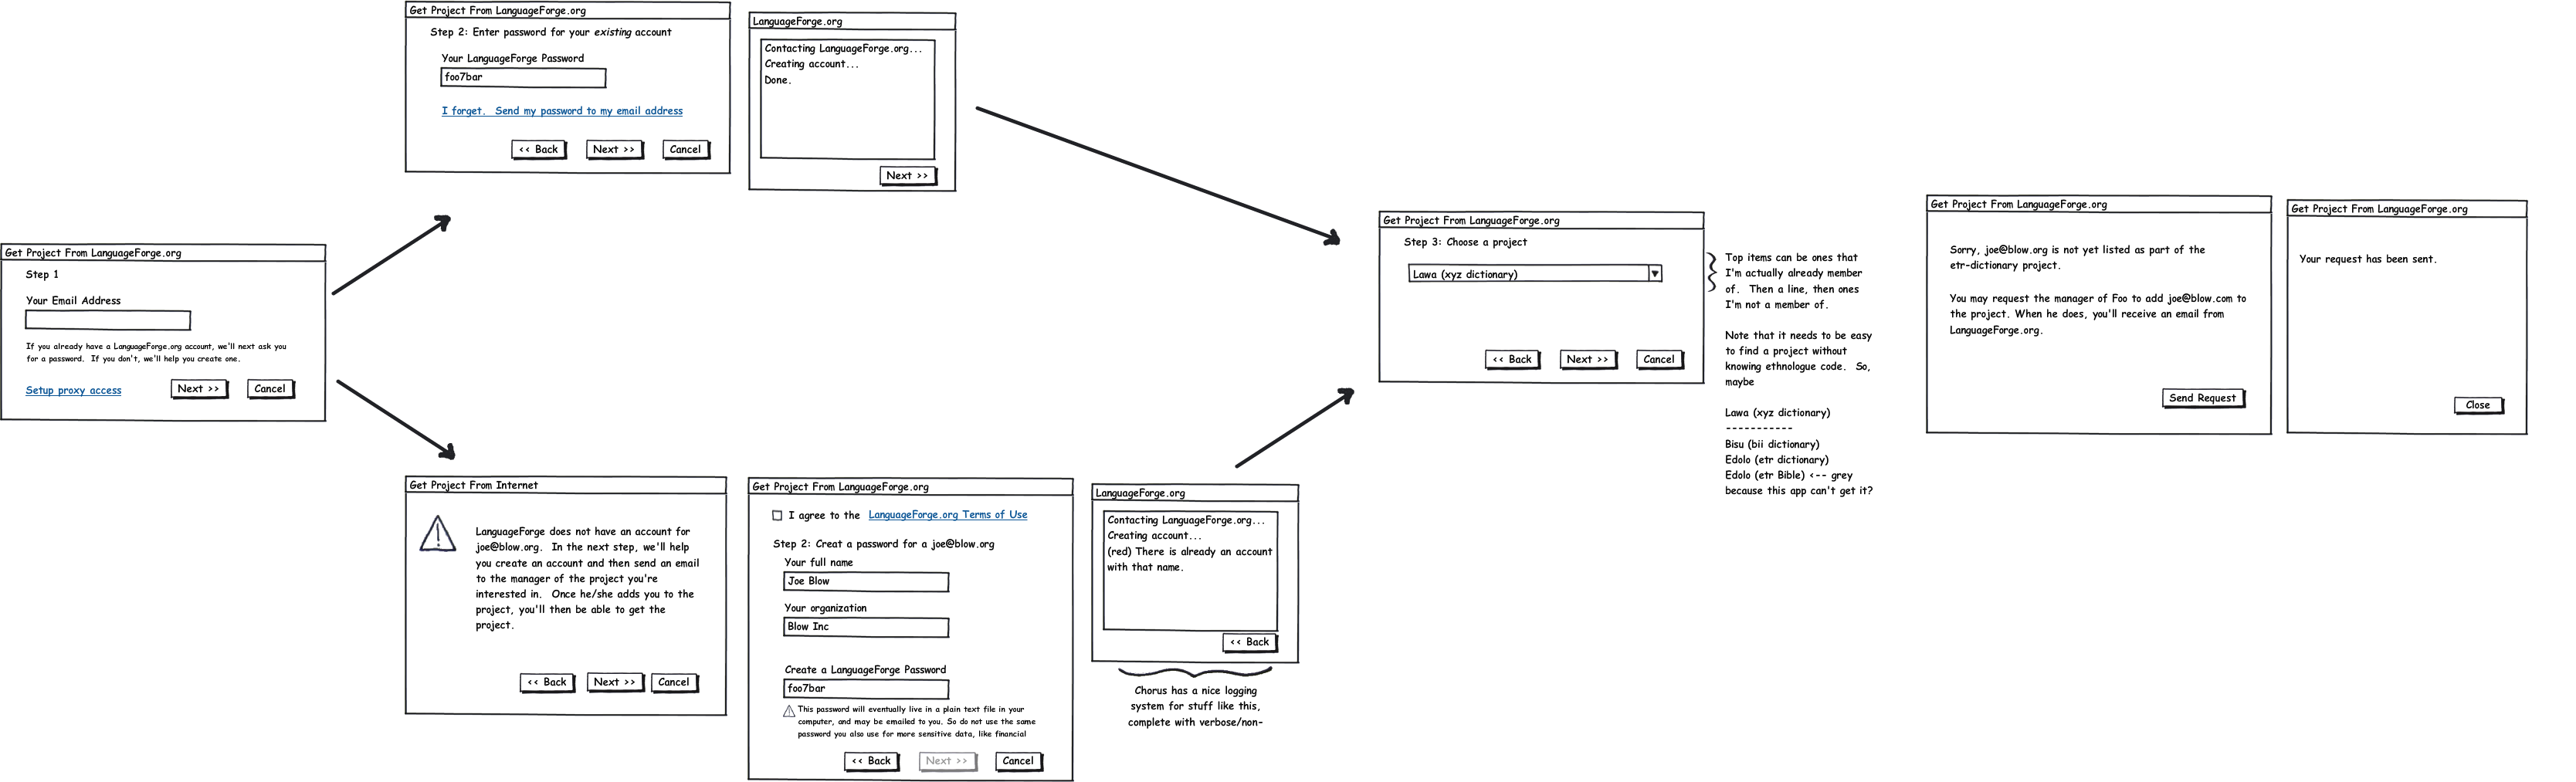 Get Project From LanguageForge.org
Step 1
Your Email Address
If you already have a LanguageForge.org account, we'll next ask you
for a password.  If you don't, we'll help you create one.
Setup proxy access
Next >>
Cancel
Get Project From LanguageForge.org
Step 2: Enter password for your existing account
Your LanguageForge Password
foo7bar
I forget.  Send my password to my email address
<< Back
Next >>
Cancel
LanguageForge.org
Contacting LanguageForge.org...
Creating account...
Done.
Next >>
Get Project From Internet
LanguageForge does not have an account for
joe@blow.org.  In the next step, we'll help
you create an account and then send an email
to the manager of the project you're
interested in.  Once he/she adds you to the
project, you'll then be able to get the
project.
<< Back
Next >>
Cancel
Get Project From LanguageForge.org
I agree to the LanguageForge.org Terms of Use
Step 2: Creat a password for a joe@blow.org
Your full name
Joe Blow
Your organization
Blow Inc
Create a LanguageForge Password
foo7bar
This password will eventually live in a plain text file in your
computer, and may be emailed to you. So do not use the same
password you also use for more sensitive data, like financial
<< Back
Next >>
Cancel
LanguageForge.org
Contacting LanguageForge.org...
Creating account...
(red) There is already an account
with that name.
<< Back
Chorus has a nice logging
system for stuff like this,
complete with verbose/non-
Get Project From LanguageForge.org
Step 3: Choose a project
Lawa (xyz dictionary)
<< Back
Next >>
Cancel
Top items can be ones that
I'm actually already member
of.  Then a line, then ones
I'm not a member of.
Note that it needs to be easy
to find a project without
knowing ethnologue code.  So,
maybe
Lawa (xyz dictionary)
-----------
Bisu (bii dictionary)
Edolo (etr dictionary)
Edolo (etr Bible) <-- grey
because this app can't get it?
Get Project From LanguageForge.org
Sorry, joe@blow.org is not yet listed as part of the
etr-dictionary project.
You may request the manager of Foo to add joe@blow.com to
the project. When he does, you'll receive an email from
LanguageForge.org.
Send Request
Get Project From LanguageForge.org
Your request has been sent.
Close